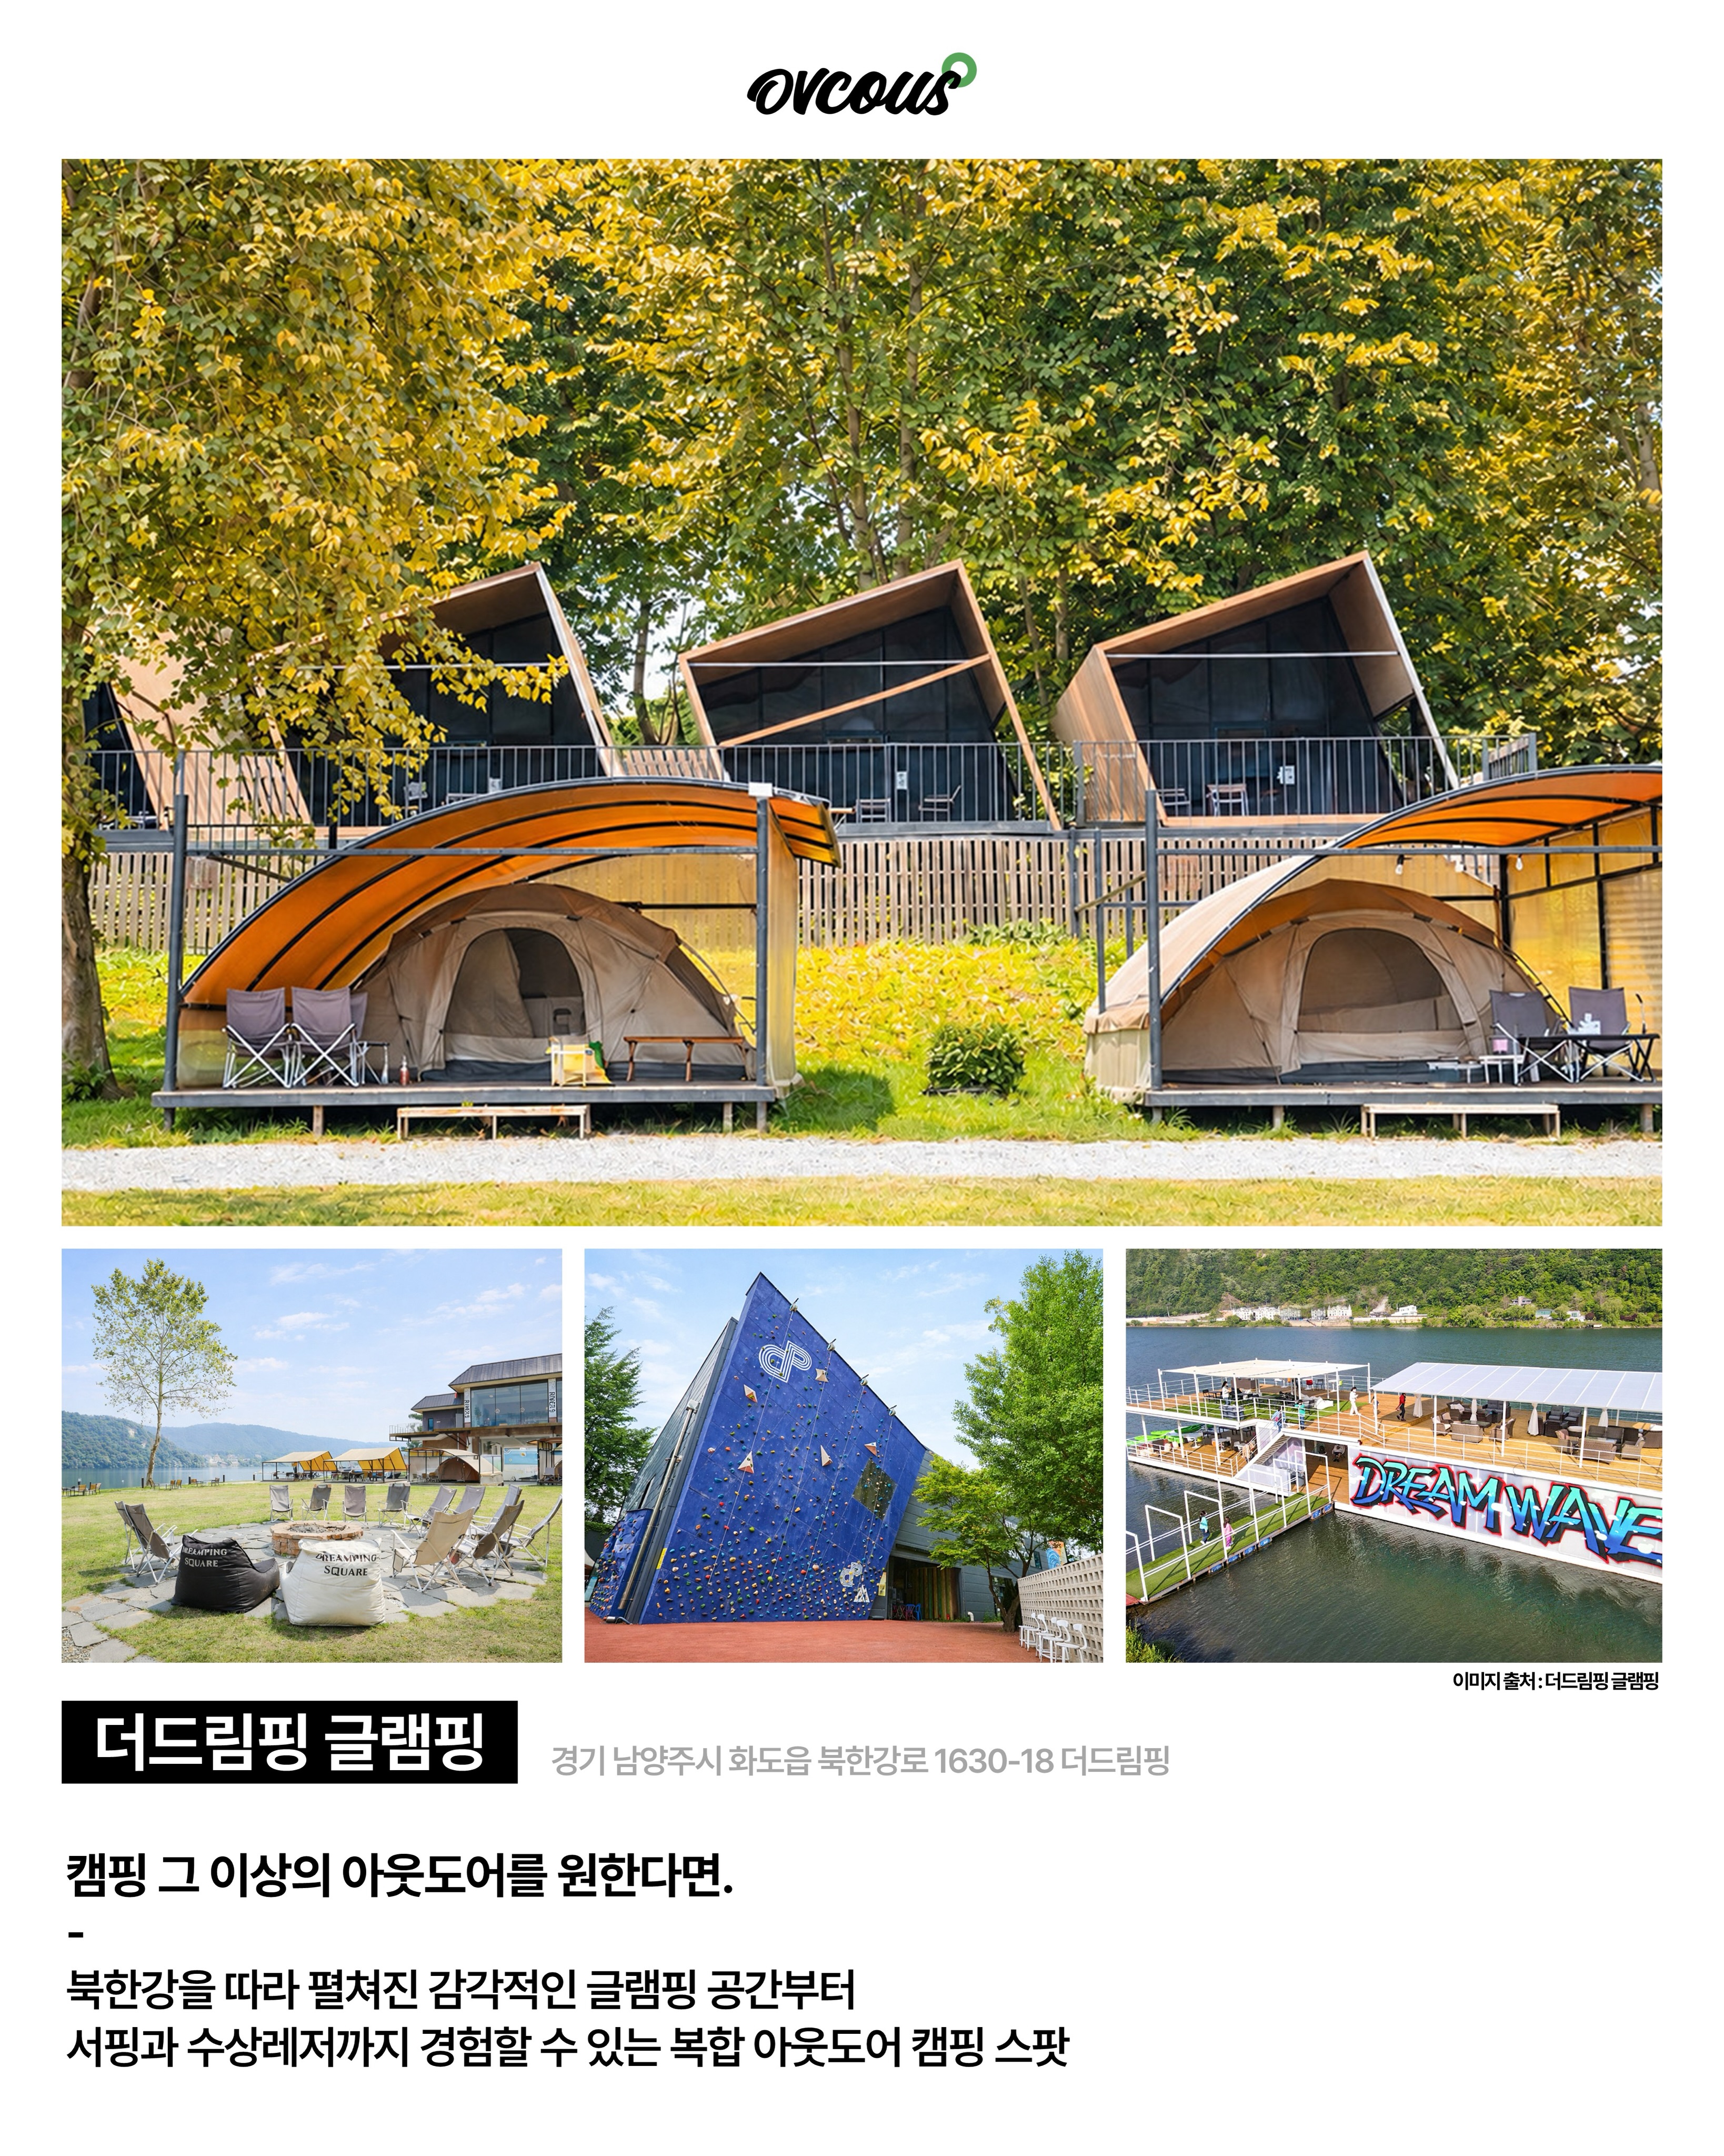 ovcous
DREAMPING
SQUARE
DREAMPING
SQUARE
DREAM WAVE
이미지 출처 : 더드림핑 글램핑
더드림핑 글램핑
경기 남양주시 화도읍 북한강로 1630-18 더드림핑
캠핑 그 이상의 아웃도어를 원한다면.
-
북한강을 따라 펼쳐진 감각적인 글램핑 공간부터
서핑과 수상레저까지 경험할 수 있는 복합 아웃도어 캠핑 스팟